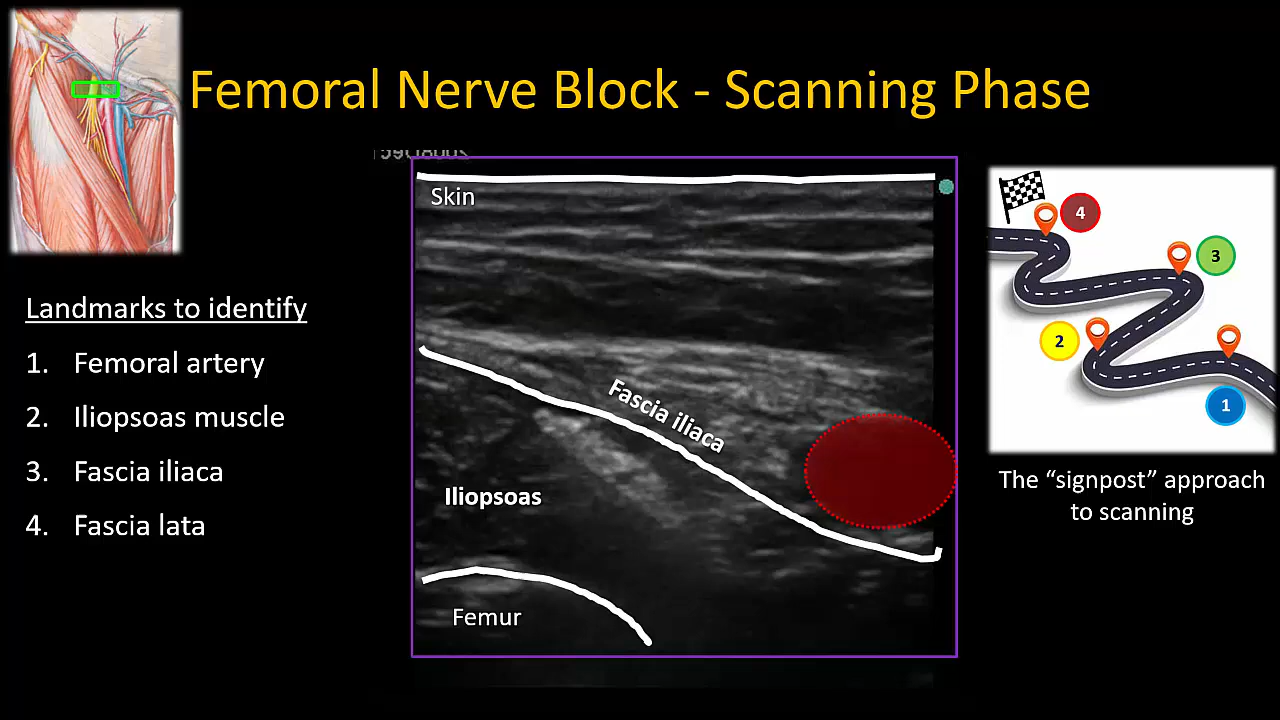 Femoral Nerve Block - Scanning Phase
Skin
Landmarks to identify
1. Femoral artery
2. Iliopsoas muscle
3. Fascia iliaca
4. Fascia lata
Fascia iliaca
Iliopsoas
Femur
4
3
2
1
The “signpost” approach
to scanning